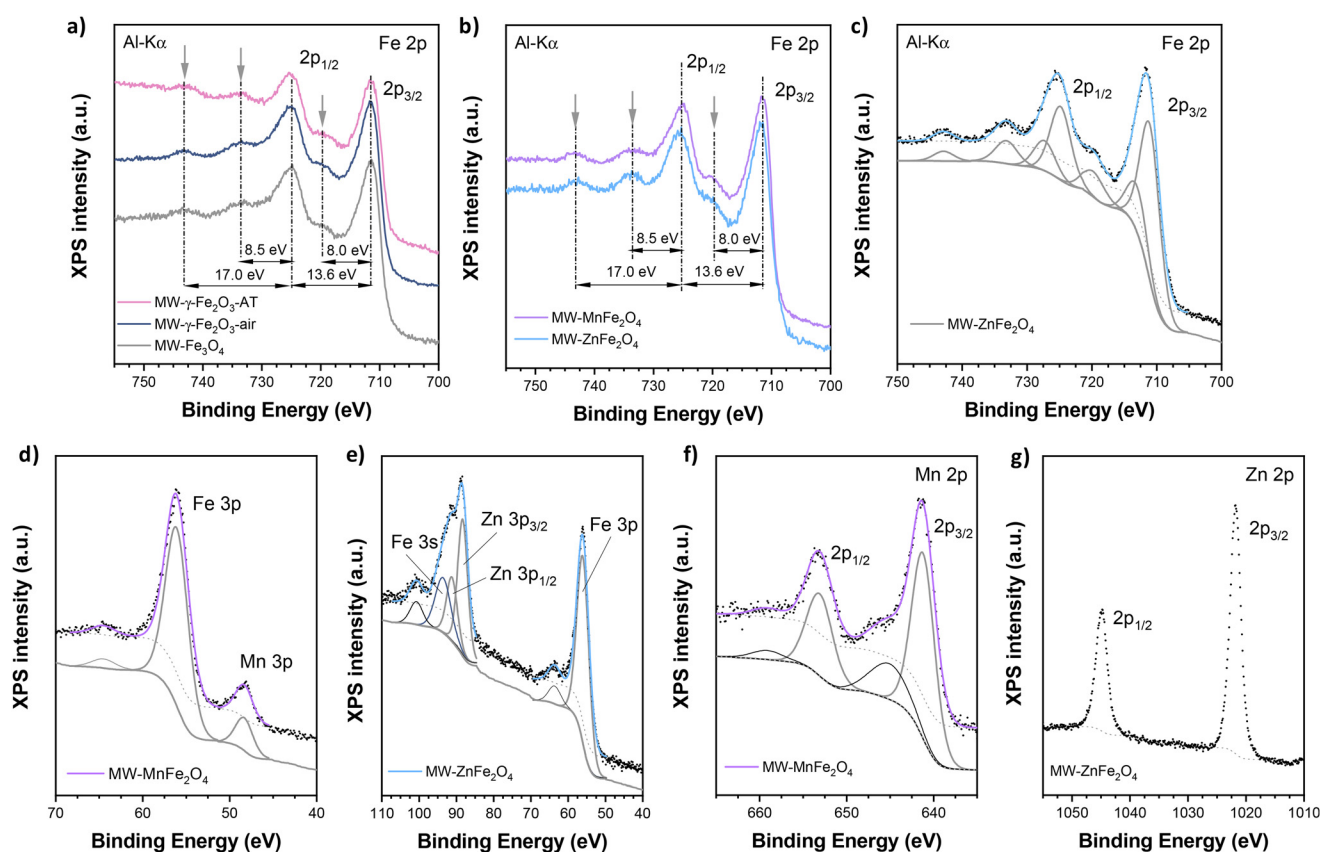 a)
Al-Kα
Fe 2p
2p1/2
2p3/2
8.5 eV
8.0 eV
17.0 eV
13.6 eV
MW-γ-Fe2O3-AT
MW-γ-Fe2O3-air
MW-Fe3O4
XPS intensity (a.u.)
750 740 730 720 710 700
Binding Energy (eV)
b)
Al-Kα
Fe 2p
2p1/2
2p3/2
8.5 eV
8.0 eV
17.0 eV
13.6 eV
MW-MnFe2O4
MW-ZnFe2O4
XPS intensity (a.u.)
750 740 730 720 710 700
Binding Energy (eV)
c)
Al-Kα
Fe 2p
2p1/2
2p3/2
MW-ZnFe2O4
XPS intensity (a.u.)
750 740 730 720 710 700
Binding Energy (eV)
d)
Fe 3p
Mn 3p
MW-MnFe2O4
XPS intensity (a.u.)
70 60 50 40
Binding Energy (eV)
e)
Zn 3p3/2
Fe 3p
Fe 3s
Zn 3p1/2
MW-ZnFe2O4
XPS intensity (a.u.)
110 100 90 80 70 60 50 40
Binding Energy (eV)
f)
Mn 2p
2p3/2
2p1/2
MW-MnFe2O4
XPS intensity (a.u.)
660 650 640
Binding Energy (eV)
g)
Zn 2p
2p3/2
2p1/2
MW-ZnFe2O4
XPS intensity (a.u.)
1050 1040 1030 1020 1010
Binding Energy (eV)